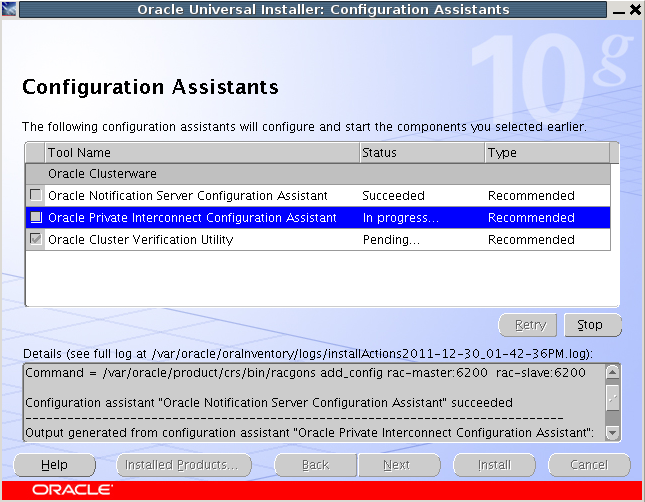 Oracle Universal Installer: Configuration Assistants
10g
Configuration Assistants
The following configuration assistants will configure and start the components you selected earlier.
Tool Name Status Type
Oracle Clusterware
Oracle Notification Server Configuration Assistant Succeeded Recommended
Oracle Private Interconnect Configuration Assistant In progress... Recommended
Oracle Cluster Verification Utility Pending... Recommended
Retry Stop
Details (see full log at /var/oracle/oraInventory/logs/installActions2011-12-30_01-42-36PM.log):
Command = /var/oracle/product/crs/bin/racgons add_config rac-master:6200 rac-slave:6200
Configuration assistant "Oracle Notification Server Configuration Assistant" succeeded
-----------------------------------------------------------------------------
Output generated from configuration assistant "Oracle Private Interconnect Configuration Assistant":
Help Installed Products... Back Next Install Cancel
ORACLE